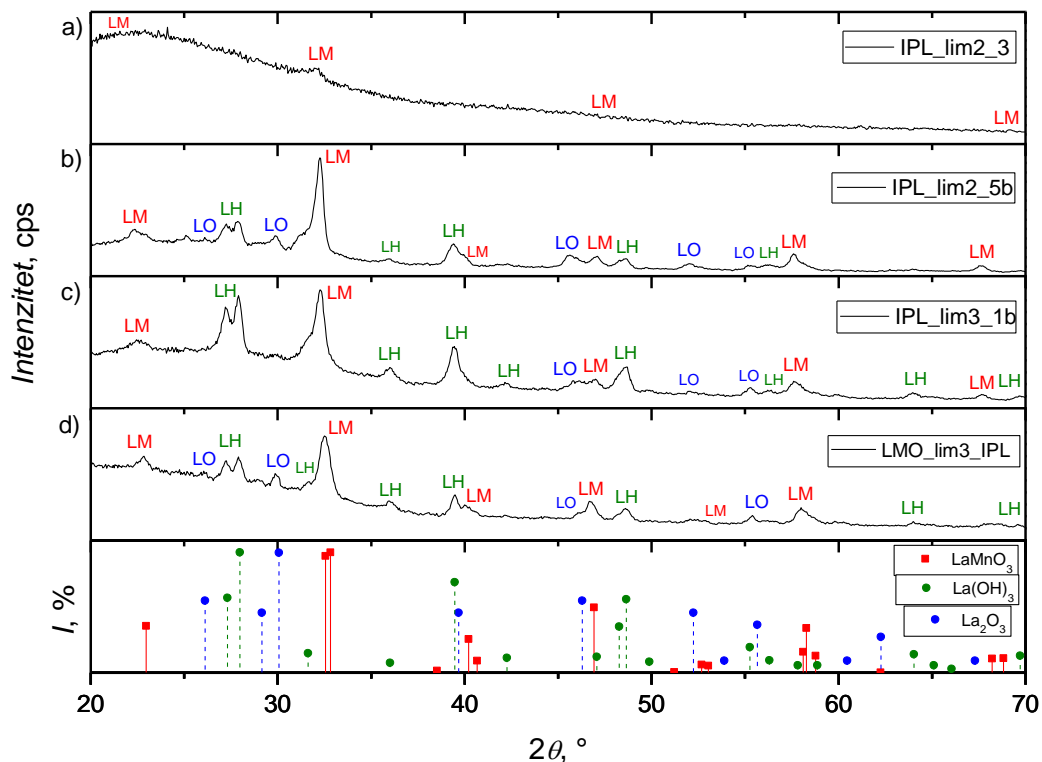 a)
LM
LM
LM
LM
IPL_lim2_3
b)
LM
LO
LH
LO
LM
LH
LH
LM
LO
LM
LH
LO
LO
LH
LM
LM
IPL_lim2_5b
c)
LM
LH
LM
LH
LH
LH
LO
LM
LH
LO
LO
LH
LM
LH
LM
LH
IPL_lim3_1b
d)
LM
LO
LH
LO
LH
LM
LH
LH
LM
LO
LM
LH
LM
LO
LM
LH
LH
LMO_lim3_IPL
Intenzitet, cps
I, %
LaMnO₃
La(OH)₃
La₂O₃
20 30 40 50 60 70
2θ, °